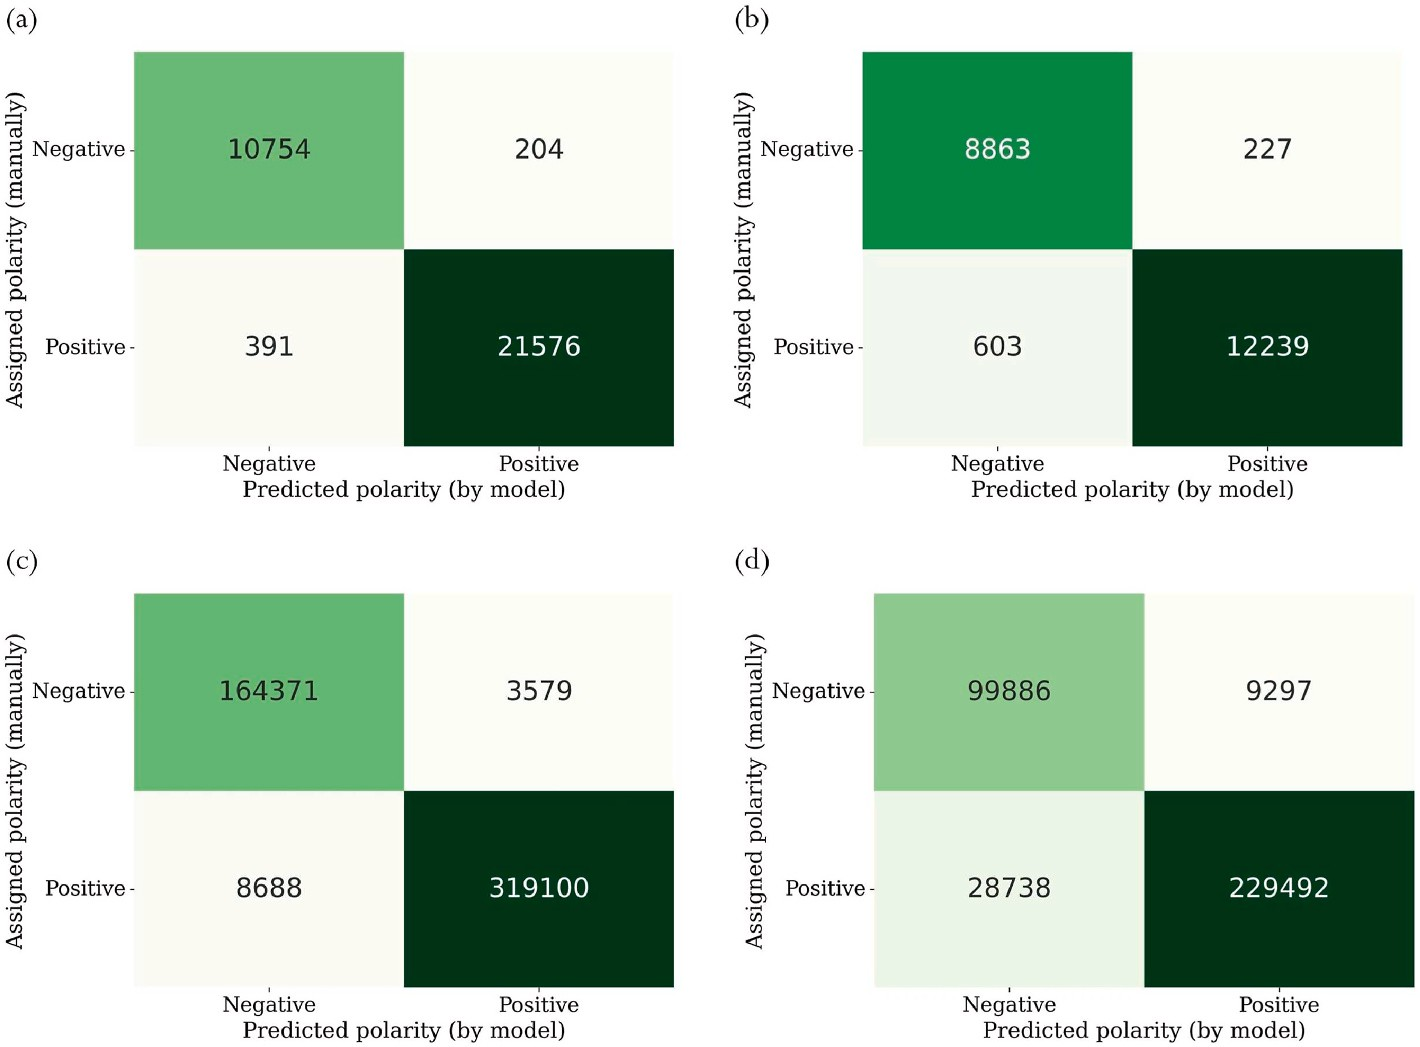 (a)
Assigned polarity (manually)
Negative
10754
204
Positive
391
21576
Negative
Positive
Predicted polarity (by model)
(b)
Assigned polarity (manually)
Negative
8863
227
Positive
603
12239
Negative
Positive
Predicted polarity (by model)
(c)
Assigned polarity (manually)
Negative
164371
3579
Positive
8688
319100
Negative
Positive
Predicted polarity (by model)
(d)
Assigned polarity (manually)
Negative
99886
9297
Positive
28738
229492
Negative
Positive
Predicted polarity (by model)